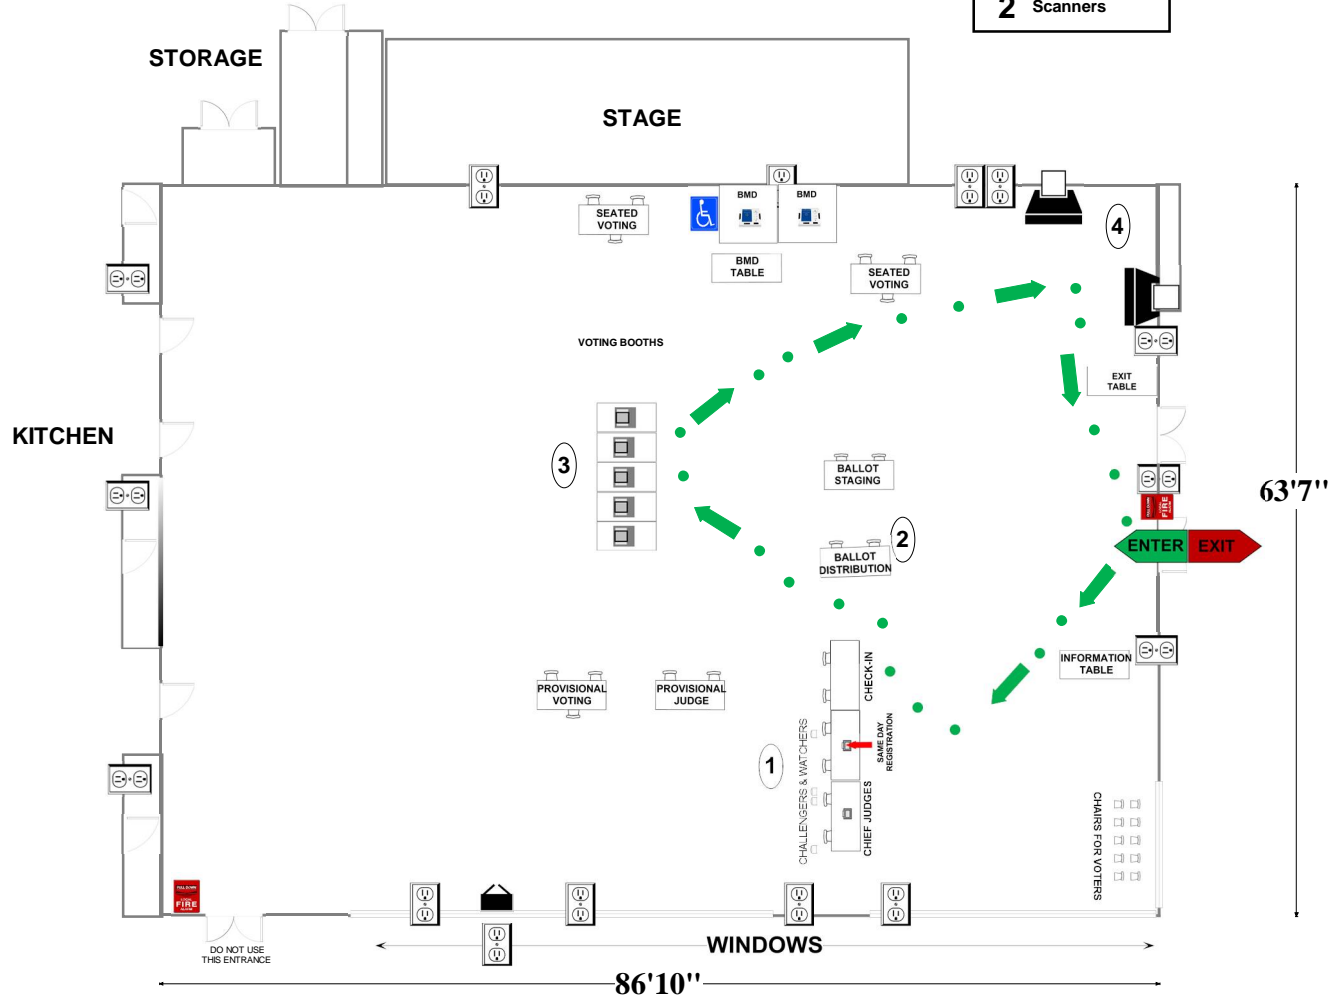 2 Scanners
STORAGE
STAGE
BMD
BMD
SEATED
VOTING
4
BMD
TABLE
SEATED
VOTING
VOTING BOOTHS
EXIT
TABLE
KITCHEN
3
BALLOT
STAGING
63'7"
FIRE
2
BALLOT
DISTRIBUTION
ENTER
EXIT
INFORMATION
TABLE
CHECK-IN
PROVISIONAL
VOTING
PROVISIONAL
JUDGE
SAME DAY
REGISTRATION
1
CHALLENGERS & WATCHERS
CHIEF JUDGES
CHAIRS FOR VOTERS
PULL DOWN
FIRE
DO NOT USE
THIS ENTRANCE
WINDOWS
86'10"